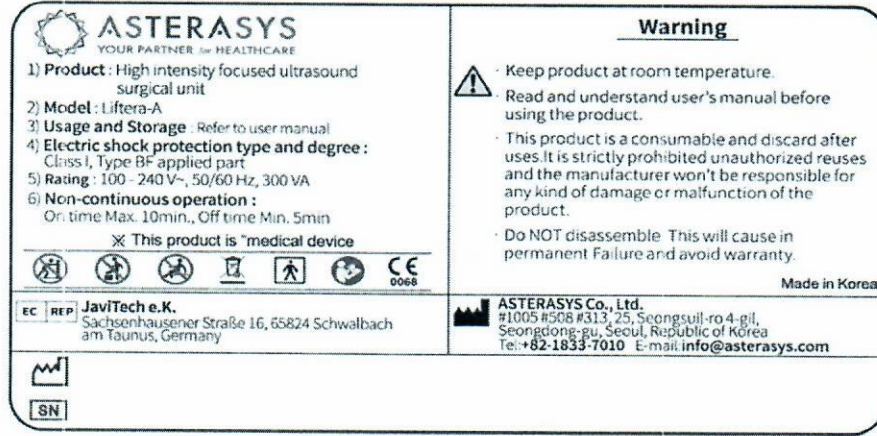 ASTERASYS
YOUR PARTNER for HEALTHCARE
1) Product : High intensity focused ultrasound
surgical unit
2) Model : Liftera-A
3) Usage and Storage : Refer to user manual
4) Electric shock protection type and degree :
Class I, Type BF applied part
5) Rating : 100 - 240 V~, 50/60 Hz, 300 VA
6) Non-continuous operation :
On time Max. 10min., Off time Min. 5min
※ This product is "medical device
CE
0068
Warning
· Keep product at room temperature.
· Read and understand user's manual before
using the product.
· This product is a consumable and discard after
uses.It is strictly prohibited unauthorized reuses
and the manufacturer won't be responsible for
any kind of damage or malfunction of the
product.
· Do NOT disassemble This will cause in
permanent Failure and avoid warranty.
Made in Korea
EC REP JaviTech e.K.
Sachsenhausener Straße 16, 65824 Schwalbach
am Taunus, Germany
ASTERASYS Co., Ltd.
#1005 #508 #313, 25, Seongsuil-ro 4-gil,
Seongdong-gu, Seoul, Republic of Korea
Tel:+82-1833-7010 E-mail:info@asterasys.com
SN